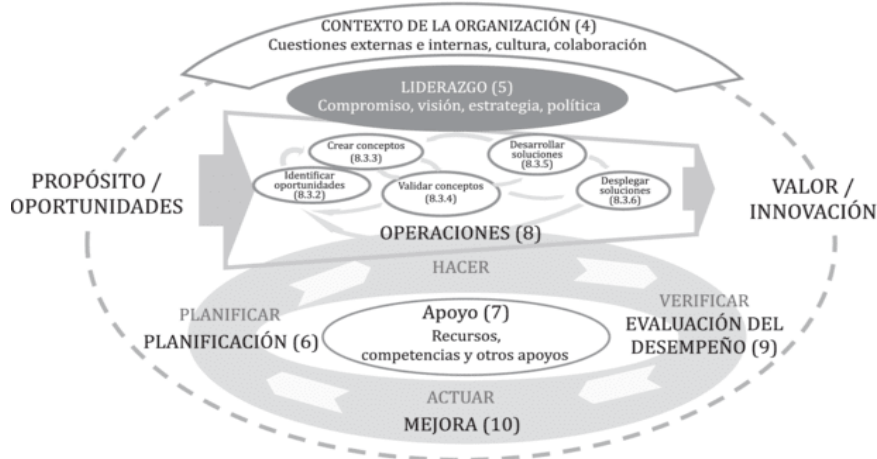 CONTEXTO DE LA ORGANIZACIÓN (4)
Cuestiones externas e internas, cultura, colaboración
LIDERAZGO (5)
Compromiso, visión, estrategia, política
Crear conceptos
(8.3.3)
Desarrollar
soluciones
(8.3.5)
Identificar
oportunidades
(8.3.2)
Validar conceptos
(8.3.4)
Desplegar
soluciones
(8.3.6)
PROPÓSITO /
OPORTUNIDADES
VALOR /
INNOVACIÓN
OPERACIONES (8)
HACER
PLANIFICAR
PLANIFICACIÓN (6)
Apoyo (7)
Recursos,
competencias y otros apoyos
VERIFICAR
EVALUACIÓN DEL
DESEMPEÑO (9)
ACTUAR
MEJORA (10)